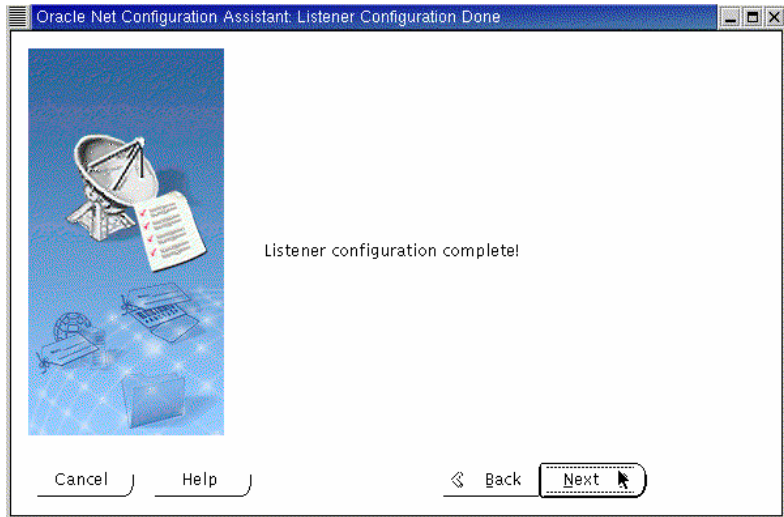 Oracle Net Configuration Assistant: Listener Configuration Done
Listener configuration complete!
Cancel Help Back Next